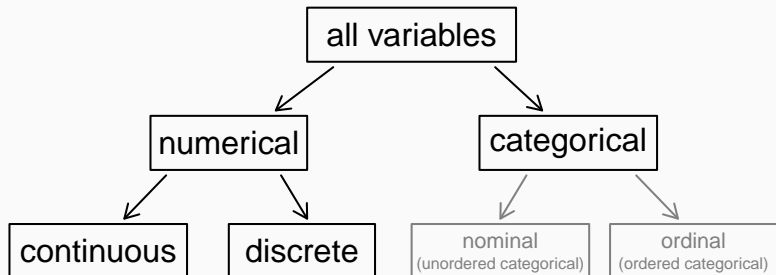 all variables
numerical
categorical
continuous
discrete
nominal
(unordered categorical)
ordinal
(ordered categorical)